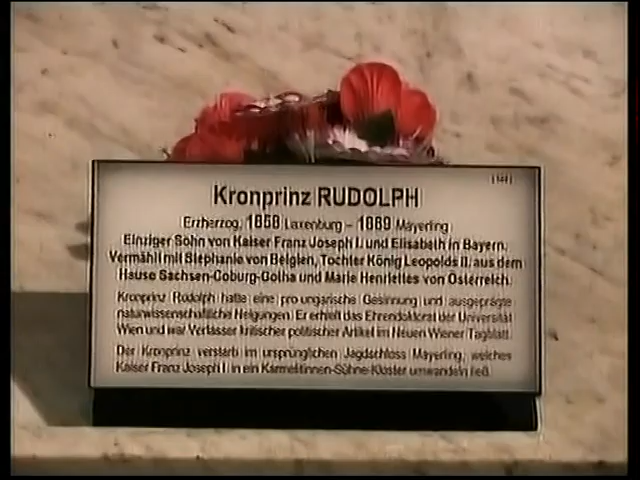 [144]
Kronprinz RUDOLPH
Erzherzog, 1858 Laxenburg – 1889 Mayerling
Einziger Sohn von Kaiser Franz Joseph I. und Elisabeth in Bayern.
Vermählt mit Stephanie von Belgien, Tochter König Leopolds II. aus dem
Hause Sachsen-Coburg-Gotha und Marie Henriettes von Österreich.
Kronprinz Rudolph hatte eine pro ungarische Gesinnung und ausgeprägte
naturwissenschaftliche Neigungen. Er erhielt das Ehrendoktorat der Universität
Wien und war Verfasser kritischer politischer Artikel im Neuen Wiener Tagblatt.
Der Kronprinz verstarb im ursprünglichen Jagdschloss Mayerling, welches
Kaiser Franz Joseph I. in ein Karmelitinnen-Sühne-Kloster umwandeln ließ.